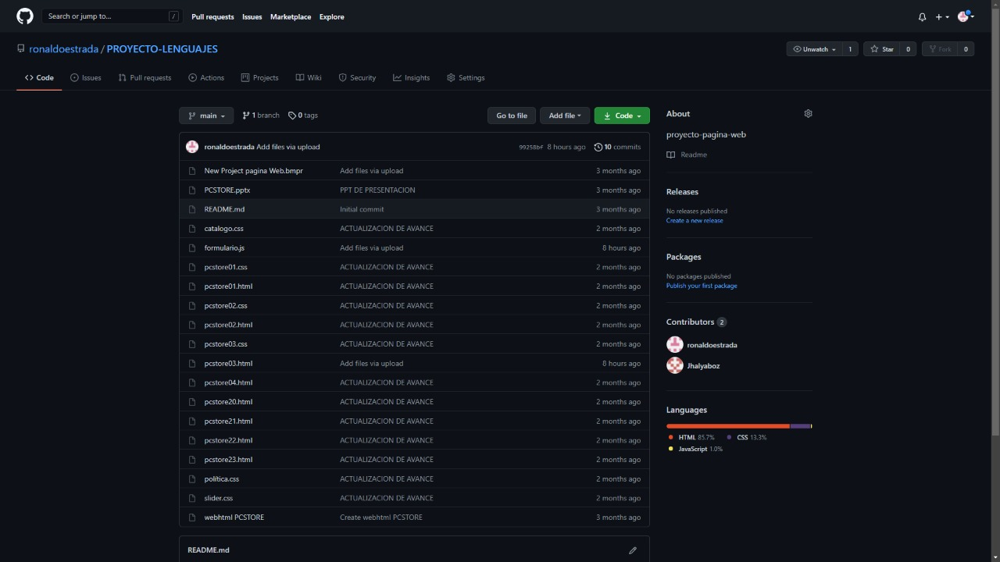 Search or jump to... /
Pull requests Issues Marketplace Explore
ronaldoestrada / PROYECTO-LENGUAJES
Unwatch 1 Star 0 Fork 0
Code Issues Pull requests Actions Projects Wiki Security Insights Settings
main 1 branch 0 tags Go to file Add file Code
ronaldoestrada Add files via upload 99258bf 8 hours ago 10 commits
New Project pagina Web.bmpr Add files via upload 3 months ago
PCSTORE.pptx PPT DE PRESENTACION 3 months ago
README.md Initial commit 3 months ago
catalogo.css ACTUALIZACION DE AVANCE 2 months ago
formulario.js Add files via upload 8 hours ago
pcstore01.css ACTUALIZACION DE AVANCE 2 months ago
pcstore01.html ACTUALIZACION DE AVANCE 2 months ago
pcstore02.css ACTUALIZACION DE AVANCE 2 months ago
pcstore02.html ACTUALIZACION DE AVANCE 2 months ago
pcstore03.css ACTUALIZACION DE AVANCE 2 months ago
pcstore03.html Add files via upload 8 hours ago
pcstore04.html ACTUALIZACION DE AVANCE 2 months ago
pcstore20.html ACTUALIZACION DE AVANCE 2 months ago
pcstore21.html ACTUALIZACION DE AVANCE 2 months ago
pcstore22.html ACTUALIZACION DE AVANCE 2 months ago
pcstore23.html ACTUALIZACION DE AVANCE 2 months ago
política.css ACTUALIZACION DE AVANCE 2 months ago
slider.css ACTUALIZACION DE AVANCE 2 months ago
webhtml PCSTORE Create webhtml PCSTORE 3 months ago
README.md
About
proyecto-pagina-web
Readme
Releases
No releases published
Create a new release
Packages
No packages published
Publish your first package
Contributors 2
ronaldoestrada
Jhalyaboz
Languages
HTML 85.7% CSS 13.3%
JavaScript 1.0%